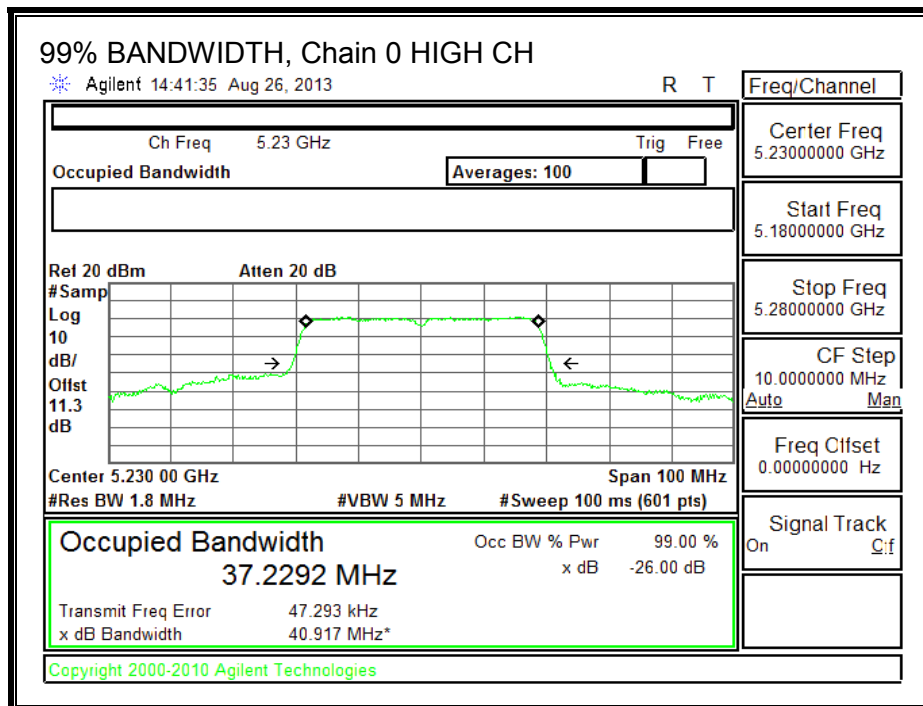 99% BANDWIDTH, Chain 0 HIGH CH
Agilent 14:41:35 Aug 26, 2013 R T
Ch Freq 5.23 GHz Trig Free
Occupied Bandwidth Averages: 100
Ref 20 dBm Atten 20 dB
#Samp
Log
10
dB/
Offst
11.3
dB
Center 5.230 00 GHz Span 100 MHz
#Res BW 1.8 MHz #VBW 5 MHz #Sweep 100 ms (601 pts)
Occupied Bandwidth Occ BW % Pwr 99.00 %
37.2292 MHz x dB -26.00 dB
Transmit Freq Error 47.293 kHz
x dB Bandwidth 40.917 MHz*
Copyright 2000-2010 Agilent Technologies
Freq/Channel
Center Freq
5.23000000 GHz
Start Freq
5.18000000 GHz
Stop Freq
5.28000000 GHz
CF Step
10.0000000 MHz
Auto Man
Freq Offset
0.00000000 Hz
Signal Track
On Off